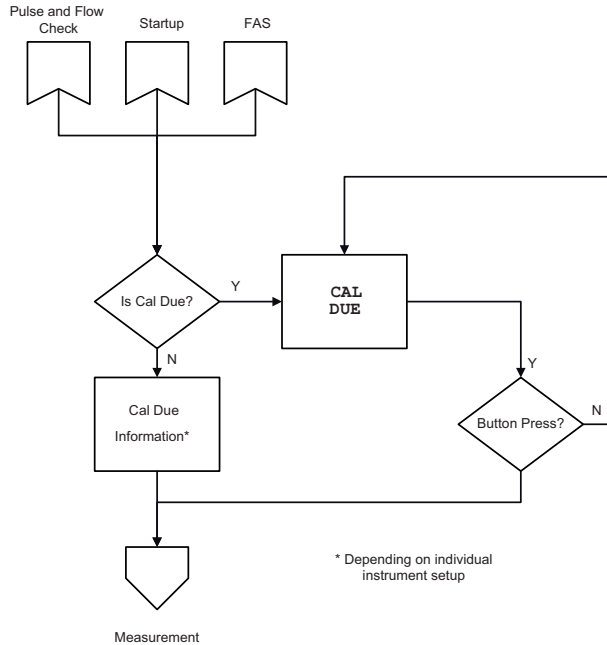 Pulse and Flow
Check
Startup
FAS
Is Cal Due?
Y
CAL
DUE
N
Y
Cal Due
Information*
Button Press?
N
* Depending on individual
instrument setup
Measurement